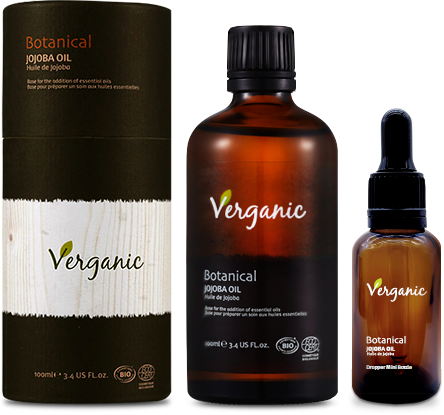 Botanical
JOJOBA OIL
Huile de Jojoba
Base for the addition of essential oils
Base pour préparer un soin aux huiles essentielles
Verganic
100ml e 3.4 US FL.OZ.
BIO
Verganic
Botanical
JOJOBA OIL
Huile de Jojoba
Base for the addition of essential oils
Base pour préparer un soin aux huiles essentielles
100ml e 3.4 US FL.OZ.
BIO
Verganic
Botanical
JOJOBA OIL
Huile de Jojoba